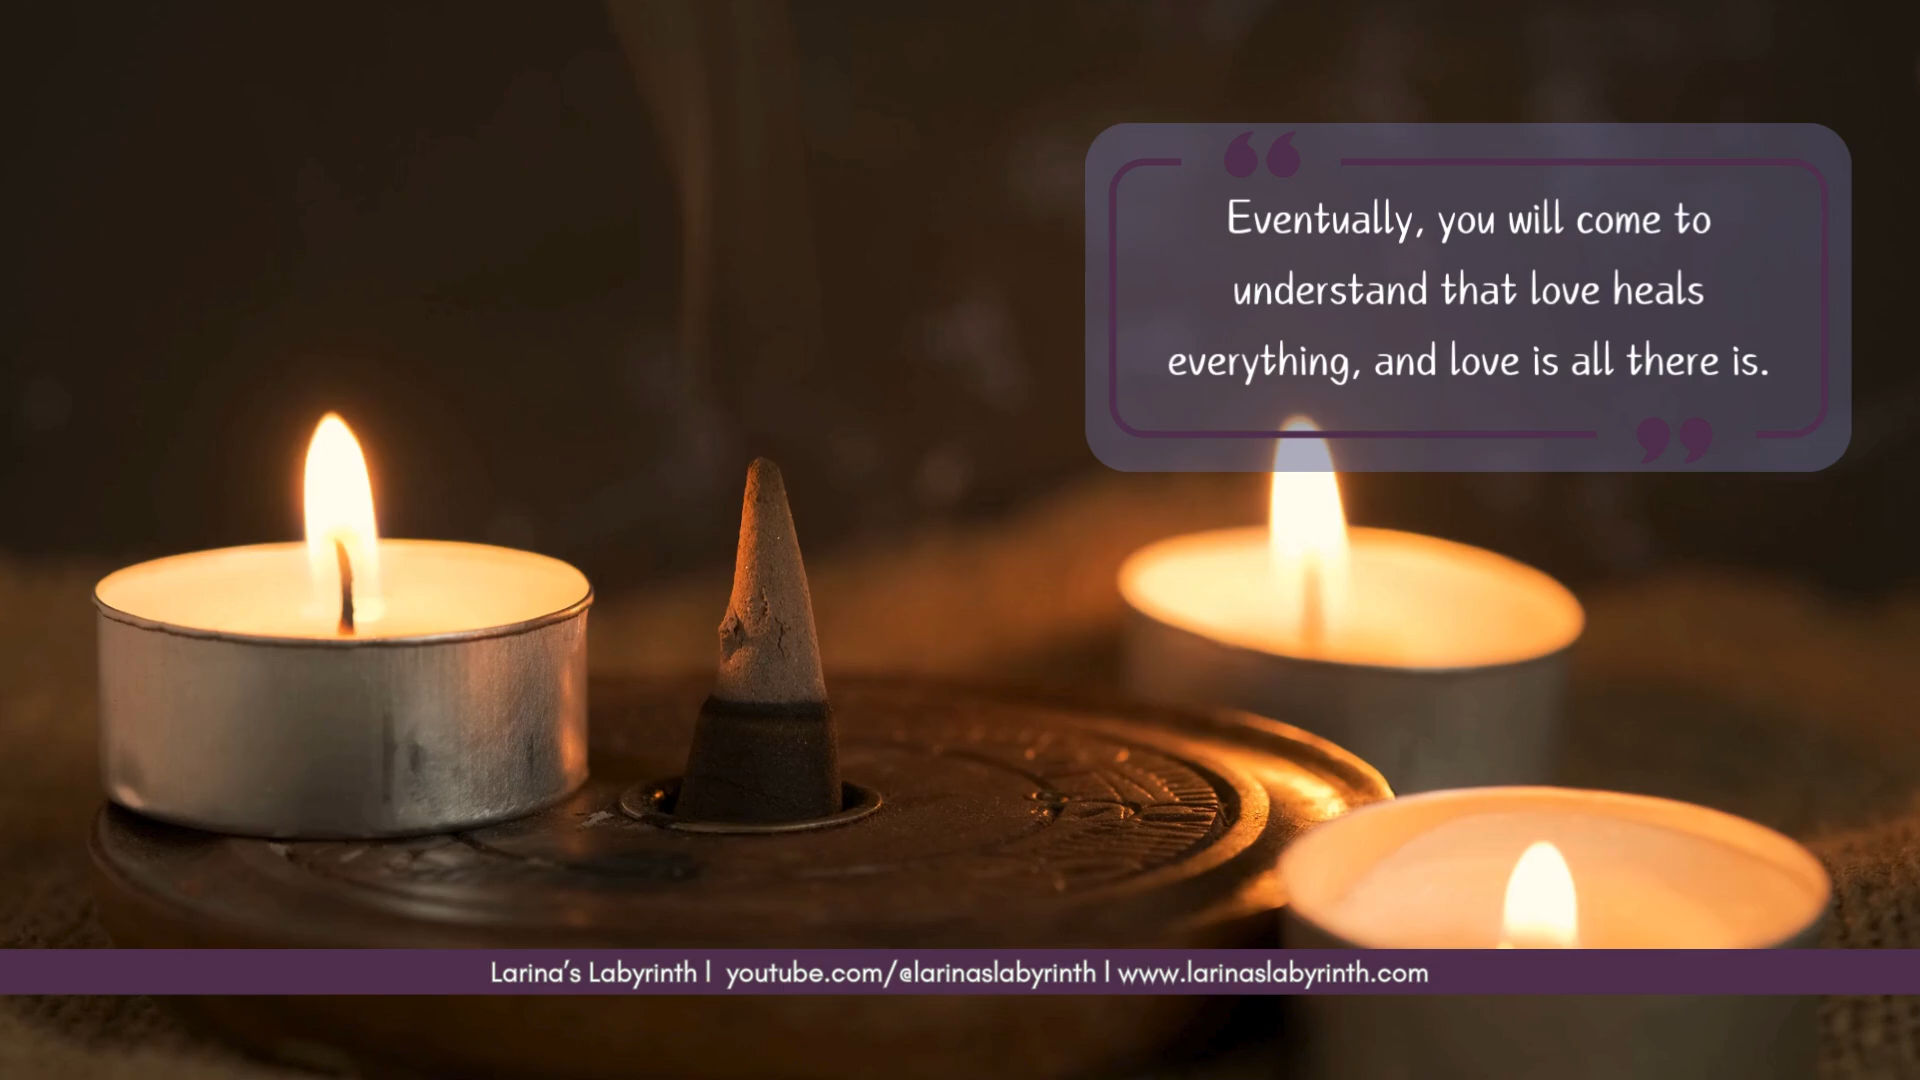 Eventually, you will come to
understand that love heals
everything, and love is all there is.
Larina's Labyrinth | youtube.com/@larinaslabyrinth | www.larinaslabyrinth.com